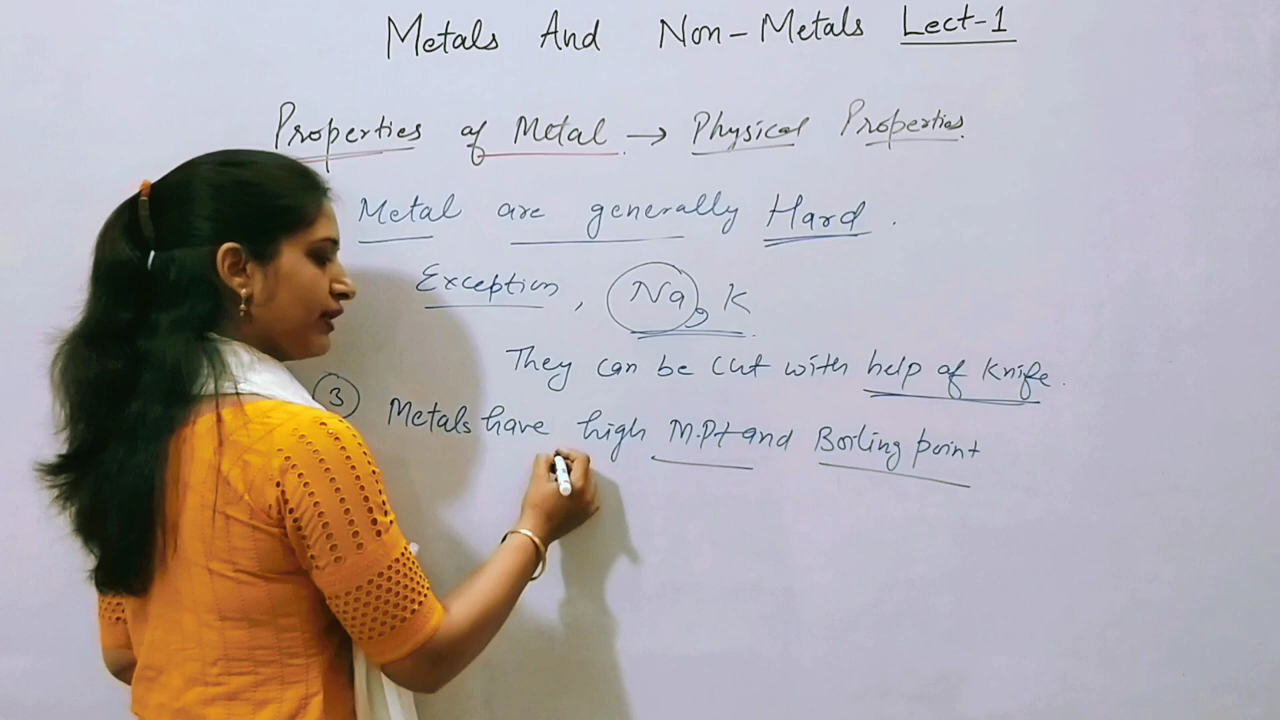 Metals And Non-Metals Lect-1
Properties of Metal → Physical Properties.
Metal are generally Hard.
Exception, Na, K
They can be cut with help of knife.
3 Metals have high M.Pt and Boiling point